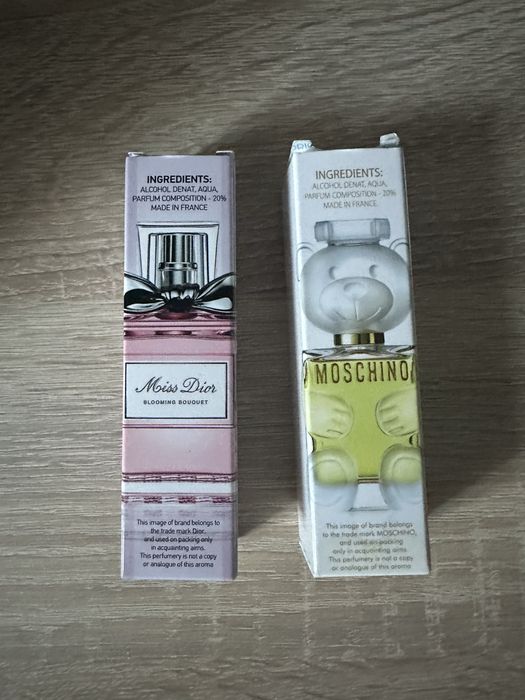 INGREDIENTS:
ALCOHOL DENAT, AQUA,
PARFUM COMPOSITION - 20%
MADE IN FRANCE
Miss Dior
BLOOMING BOUQUET
This image of brand belongs
to the trade mark Dior,
and used on packing only
in acquainting aims.
This perfumery is not a copy
or analogue of this aroma
INGREDIENTS:
ALCOHOL DENAT, AQUA,
PARFUM COMPOSITION - 20%
MADE IN FRANCE.
MOSCHINO
This image of brand belongs
to the trade mark MOSCHINO,
and used on packing
only in acquainting aims.
This perfumery is not a copy
or analogue of this aroma